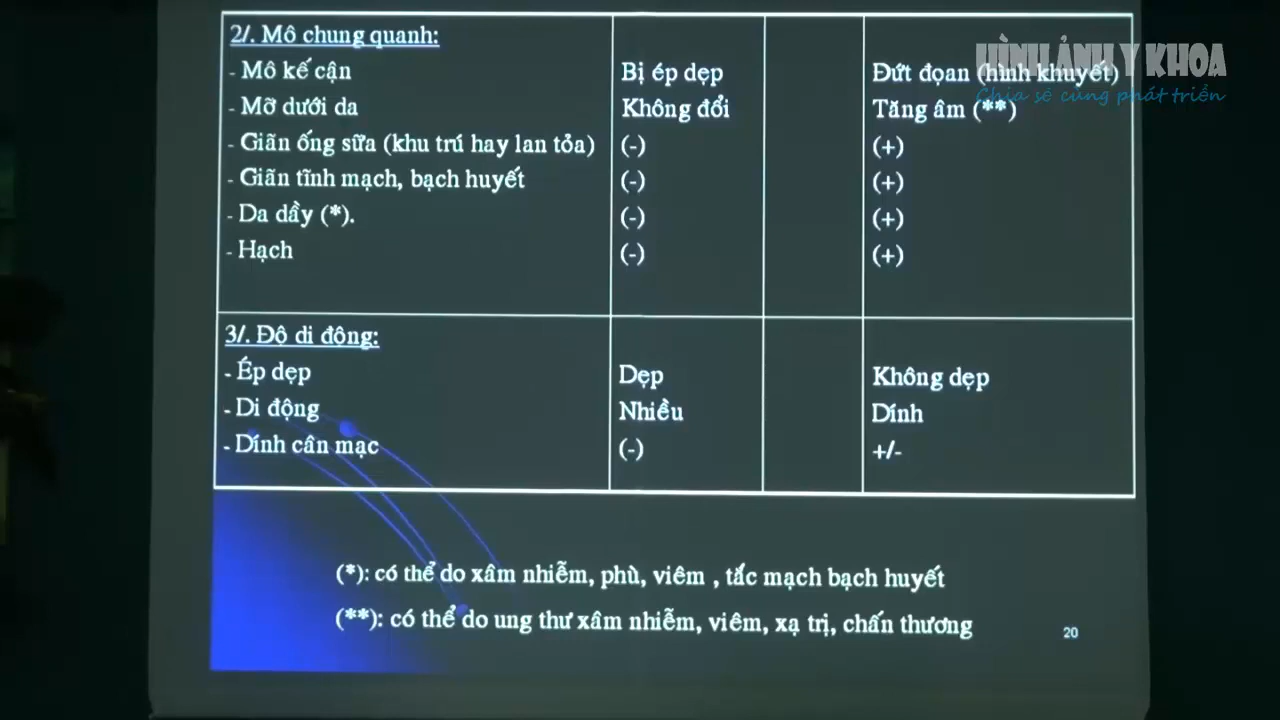 2/. Mô chung quanh:
- Mô kế cận Bị ép dẹp Đứt đọan (hình khuyết)
- Mỡ dưới da Không đổi Tăng âm (**)
- Giãn ống sữa (khu trú hay lan tỏa) (-) (+)
- Giãn tĩnh mạch, bạch huyết (-) (+)
- Da dầy (*). (-) (+)
- Hạch (-) (+)
3/. Độ di động:
- Ép dẹp Dẹp Không dẹp
- Di động Nhiều Dính
- Dính cân mạc (-) +/-
(*): có thể do xâm nhiễm, phù, viêm , tắc mạch bạch huyết
(**): có thể do ung thư xâm nhiễm, viêm, xạ trị, chấn thương
20
HÌNH ẢNH Y KHOA
Chia sẻ cùng phát triển